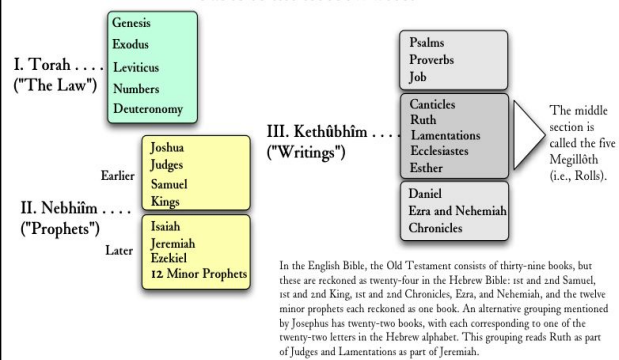 Genesis
Exodus
Leviticus
Numbers
Deuteronomy
I. Torah . . . .
("The Law")
Joshua
Judges
Samuel
Kings
Earlier
II. Nebhiîm . . . .
("Prophets")
Isaiah
Jeremiah
Ezekiel
12 Minor Prophets
Later
Psalms
Proverbs
Job
III. Kethûbhîm . . . .
("Writings")
Canticles
Ruth
Lamentations
Ecclesiastes
Esther
Daniel
Ezra and Nehemiah
Chronicles
The middle
section is
called the five
Megillôth
(i.e., Rolls).
In the English Bible, the Old Testament consists of thirty-nine books, but
these are reckoned as twenty-four in the Hebrew Bible: 1st and 2nd Samuel,
1st and 2nd King, 1st and 2nd Chronicles, Ezra, and Nehemiah, and the twelve
minor prophets each reckoned as one book. An alternative grouping mentioned
by Josephus has twenty-two books, with each corresponding to one of the
twenty-two letters in the Hebrew alphabet. This grouping reads Ruth as part
of Judges and Lamentations as part of Jeremiah.